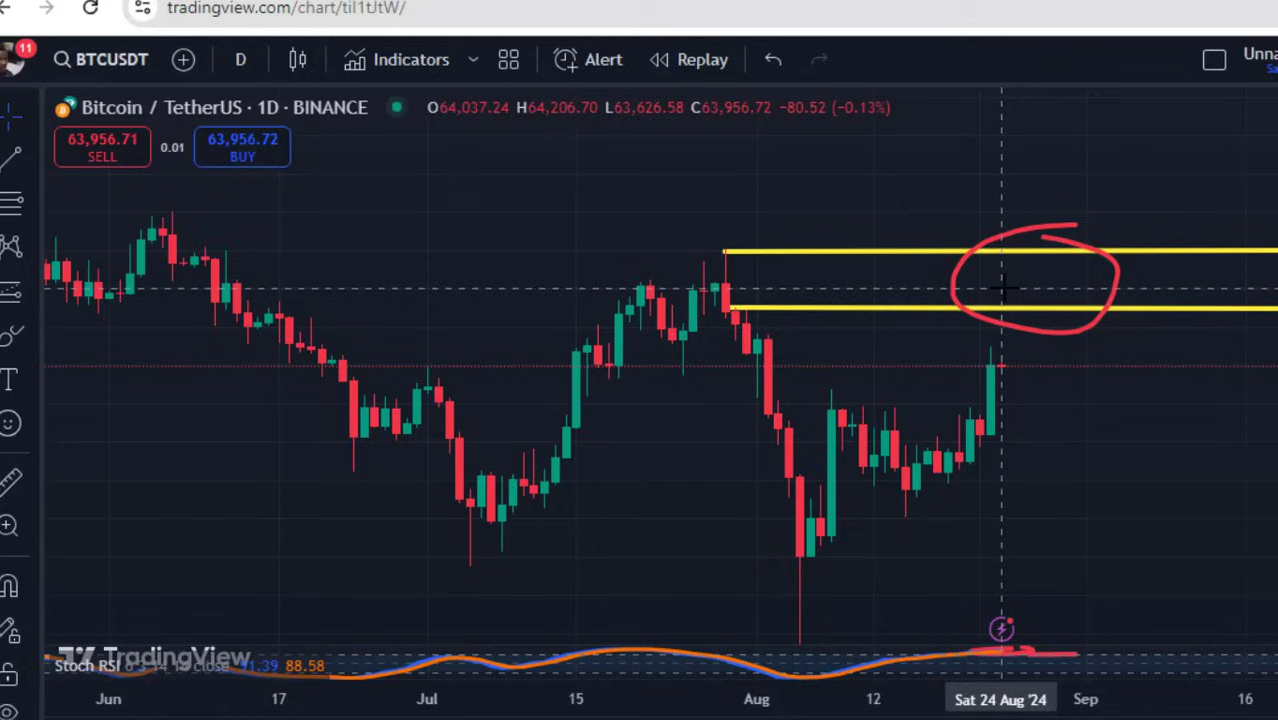 tradingview.com/chart/til1tJtW/
11
BTCUSDT
D
Indicators
Alert
Replay
Unna
Bitcoin / TetherUS · 1D · BINANCE
O64,037.24 H64,206.70 L63,626.58 C63,956.72 −80.52 (−0.13%)
63,956.71
SELL
0.01
63,956.72
BUY
T
TradingView
Stoch RSI 88.58
Jun
17
Jul
15
Aug
12
Sat 24 Aug '24
Sep
16